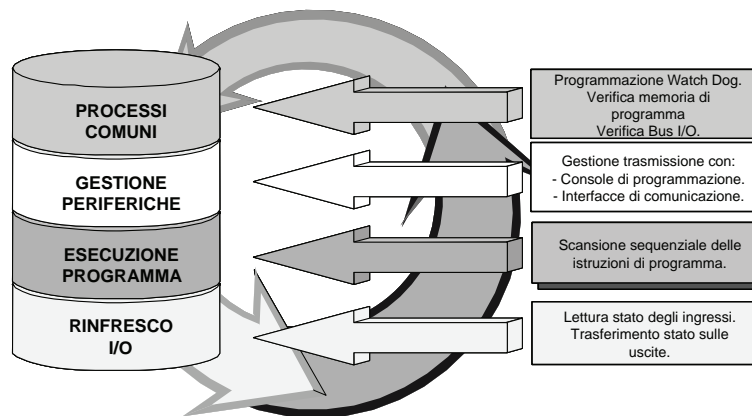 PROCESSI
COMUNI
GESTIONE
PERIFERICHE
ESECUZIONE
PROGRAMMA
RINFRESCO
I/O
Programmazione Watch Dog.
Verifica memoria di
programma
Verifica Bus I/O.
Gestione trasmissione con:
- Console di programmazione.
- Interfacce di comunicazione.
Scansione sequenziale delle
istruzioni di programma.
Lettura stato degli ingressi.
Trasferimento stato sulle
uscite.